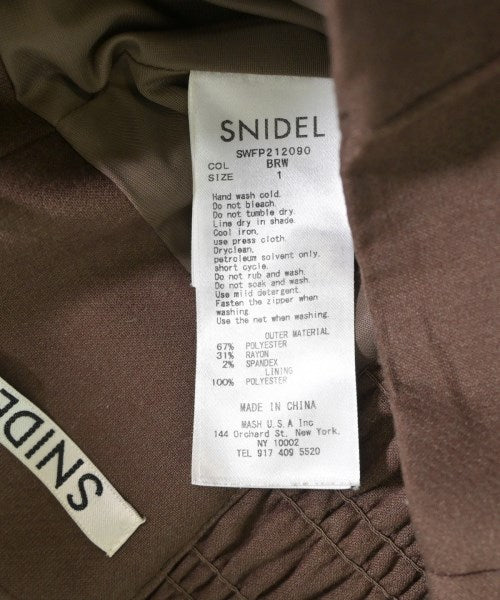 SNIDEL
SWFP212090
COL BRW
SIZE 1
Hand wash cold.
Do not bleach.
Do not tumble dry.
Line dry in shade.
Cool iron,
use press cloth.
Dryclean,
petroleum solvent only,
short cycle.
Do not rub and wash.
Do not soak and wash.
Use mild detergent.
Fasten the zipper when
washing.
Use the net when washing.
OUTER MATERIAL
67% POLYESTER
31% RAYON
2% SPANDEX
LINING
100% POLYESTER
MADE IN CHINA
MASH U.S.A Inc
144 Orchard St. New York,
NY 10002
TEL 917 409 5520
SNIDE